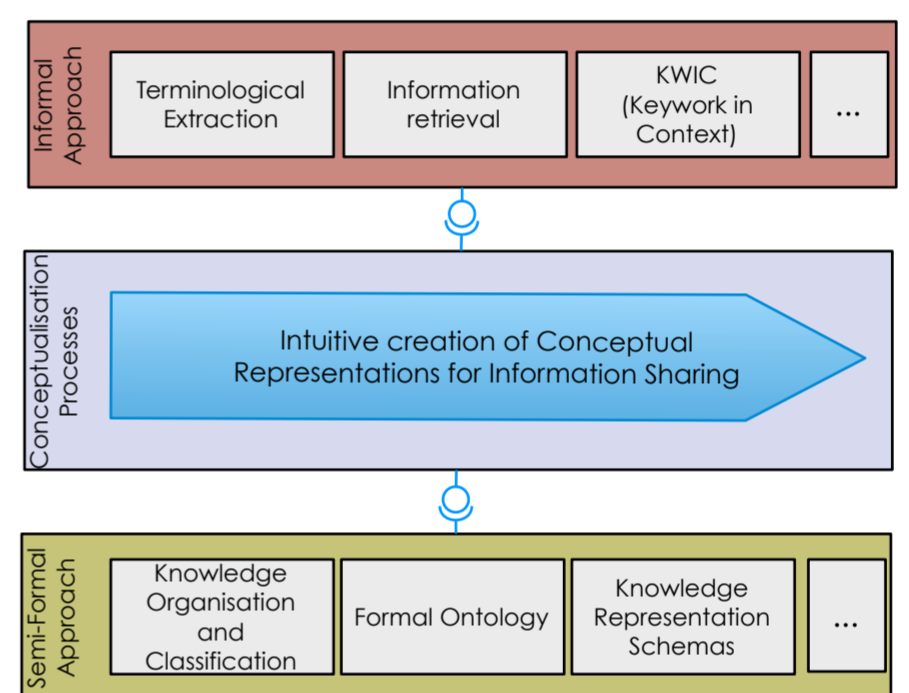 Informal
Approach
Terminological
Extraction
Information
retrieval
KWIC
(Keywork in
Context)
...
Conceptualisation
Processes
Intuitive creation of Conceptual
Representations for Information Sharing
Semi-Formal
Approach
Knowledge
Organisation
and
Classification
Formal Ontology
Knowledge
Representation
Schemas
...